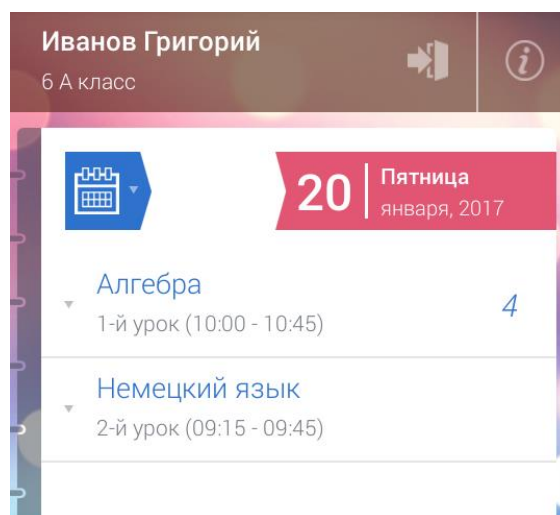 Иванов Григорий
6 А класс
20
Пятница
января, 2017
Алгебра
4
1-й урок (10:00 - 10:45)
Немецкий язык
2-й урок (09:15 - 09:45)